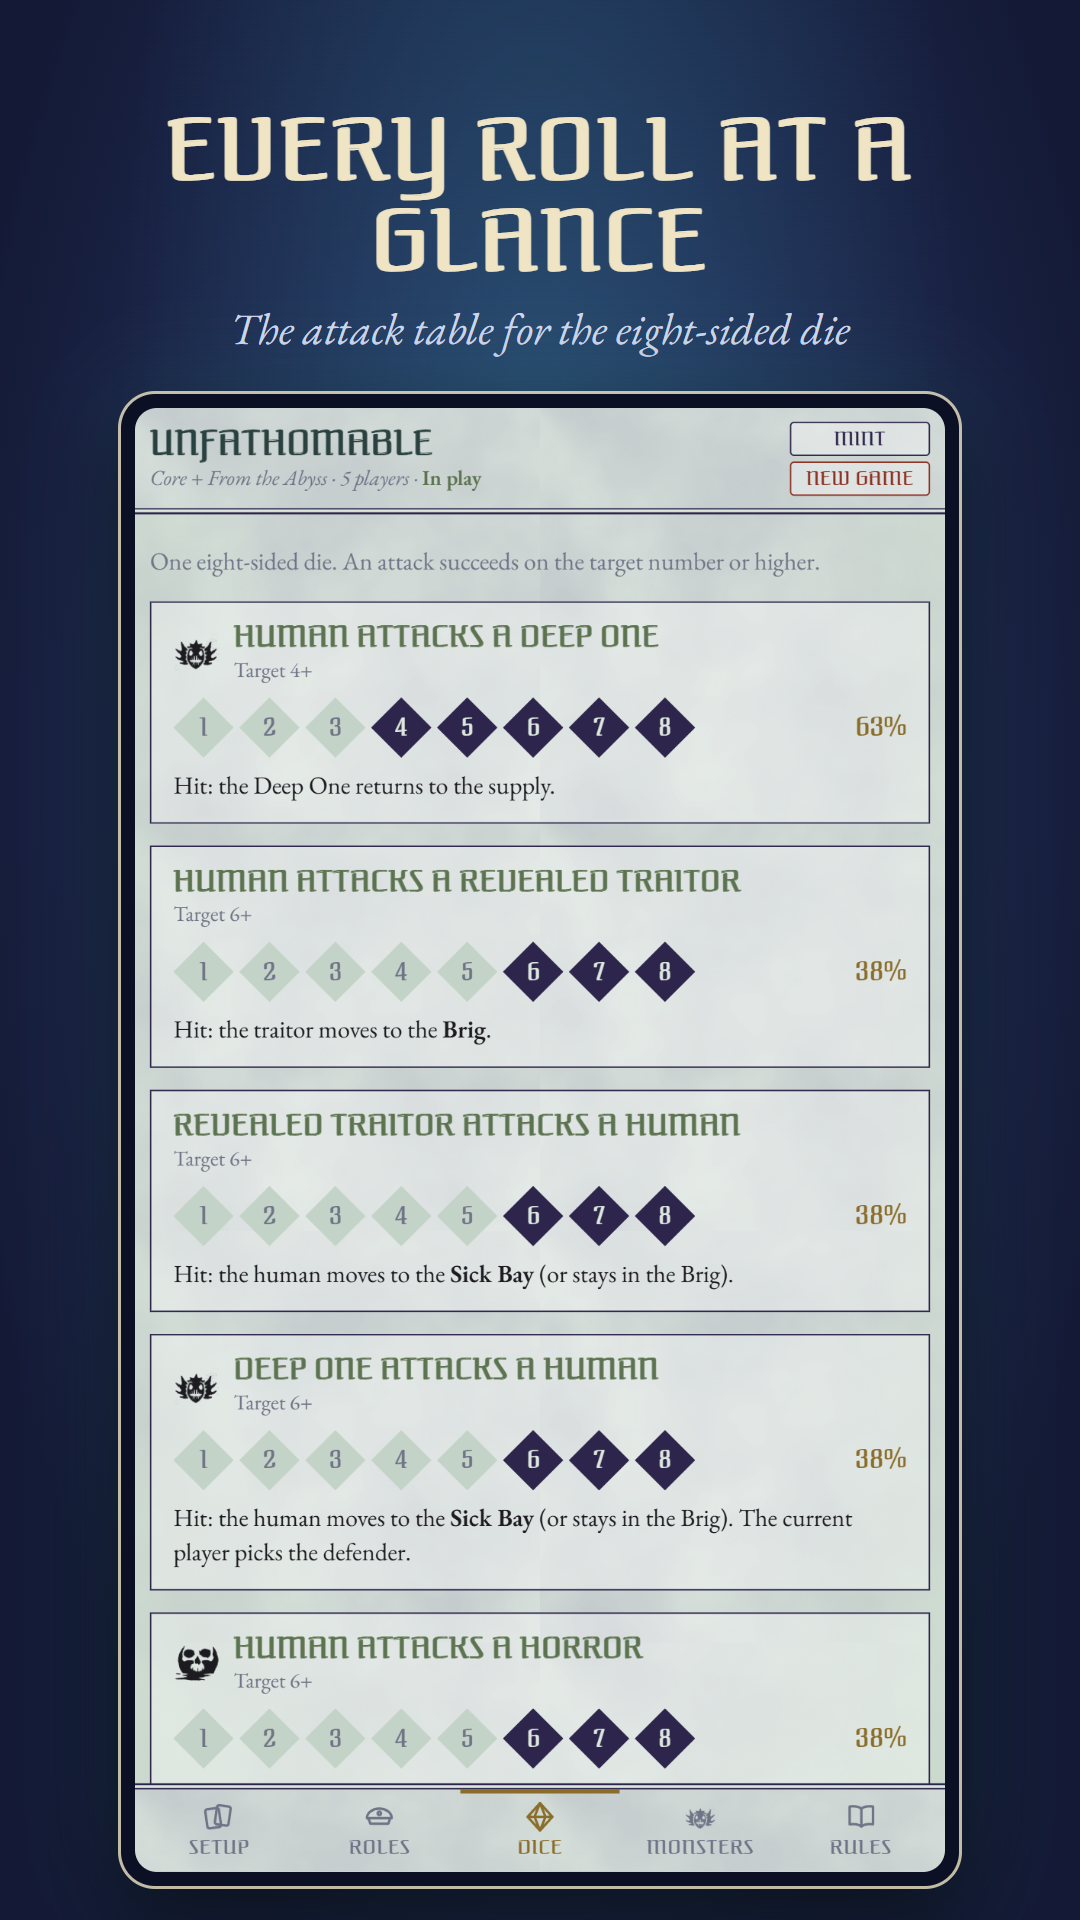 EVERY ROLL AT A
GLANCE
The attack table for the eight-sided die
UNFATHOMABLE
MINT
Core + From the Abyss · 5 players · In play
NEW GAME
One eight-sided die. An attack succeeds on the target number or higher.
HUMAN ATTACKS A DEEP ONE
Target 4+
1 2 3 4 5 6 7 8 63%
Hit: the Deep One returns to the supply.
HUMAN ATTACKS A REVEALED TRAITOR
Target 6+
1 2 3 4 5 6 7 8 38%
Hit: the traitor moves to the Brig.
REVEALED TRAITOR ATTACKS A HUMAN
Target 6+
1 2 3 4 5 6 7 8 38%
Hit: the human moves to the Sick Bay (or stays in the Brig).
DEEP ONE ATTACKS A HUMAN
Target 6+
1 2 3 4 5 6 7 8 38%
Hit: the human moves to the Sick Bay (or stays in the Brig). The current
player picks the defender.
HUMAN ATTACKS A HORROR
Target 6+
1 2 3 4 5 6 7 8 38%
SETUP ROLES DICE MONSTERS RULES